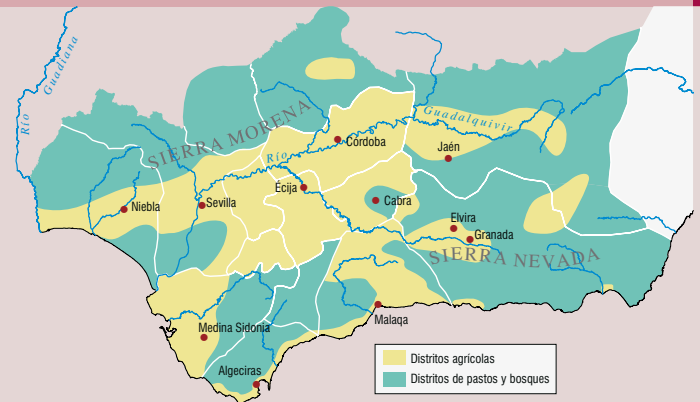 Río Guadiana
SIERRA MORENA
Guadalquivir
Río
Córdoba
Jaén
Écija
Cabra
Niebla
Sevilla
Elvira
Granada
SIERRA NEVADA
Malaqa
Medina Sidonia
Algeciras
Distritos agrícolas
Distritos de pastos y bosques